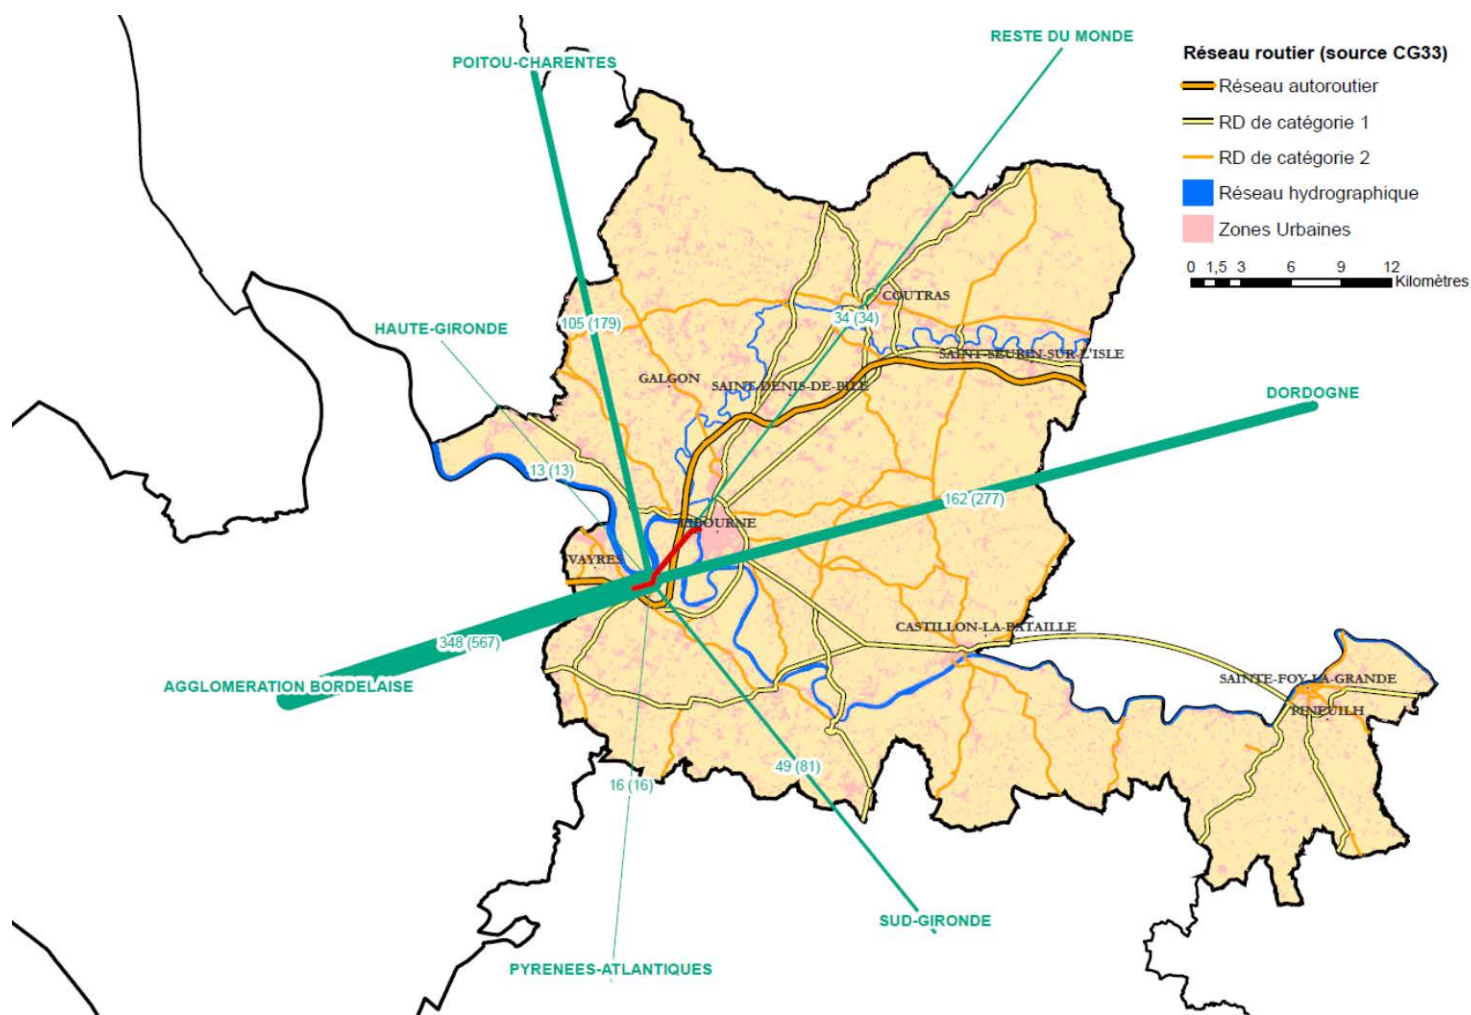 RESTE DU MONDE
POITOU-CHARENTES
Réseau routier (source CG33)
Réseau autoroutier
RD de catégorie 1
RD de catégorie 2
Réseau hydrographique
Zones Urbaines
0 1,5 3 6 9 12
Kilomètres
COUTRAS
34 (34)
105 (179)
HAUTE-GIRONDE
SAINT-SEURIN-SUR-L'ISLE
GALGON
SAINT-DENIS-DE-PILE
DORDOGNE
13 (13)
162 (277)
LIBOURNE
VAYRES
CASTILLON-LA-BATAILLE
348 (567)
AGGLOMERATION BORDELAISE
SAINTE-FOY-LA-GRANDE
PINEUILH
49 (81)
16 (16)
SUD-GIRONDE
PYRENEES-ATLANTIQUES